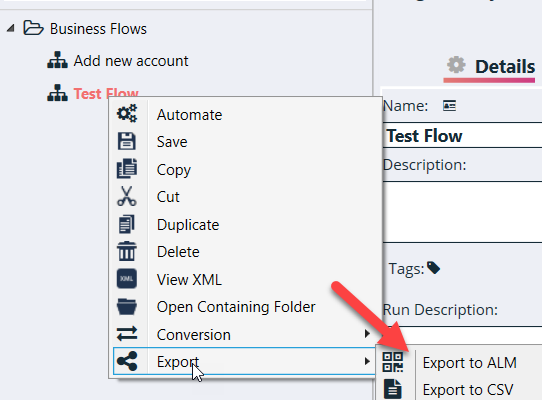 Business Flows
Add new account
Test Flow
Automate
Save
Copy
Cut
Duplicate
Delete
XML View XML
Open Containing Folder
Conversion
Export
Details
Name:
Test Flow
Description:
Tags:
Run Description:
Export to ALM
Export to CSV